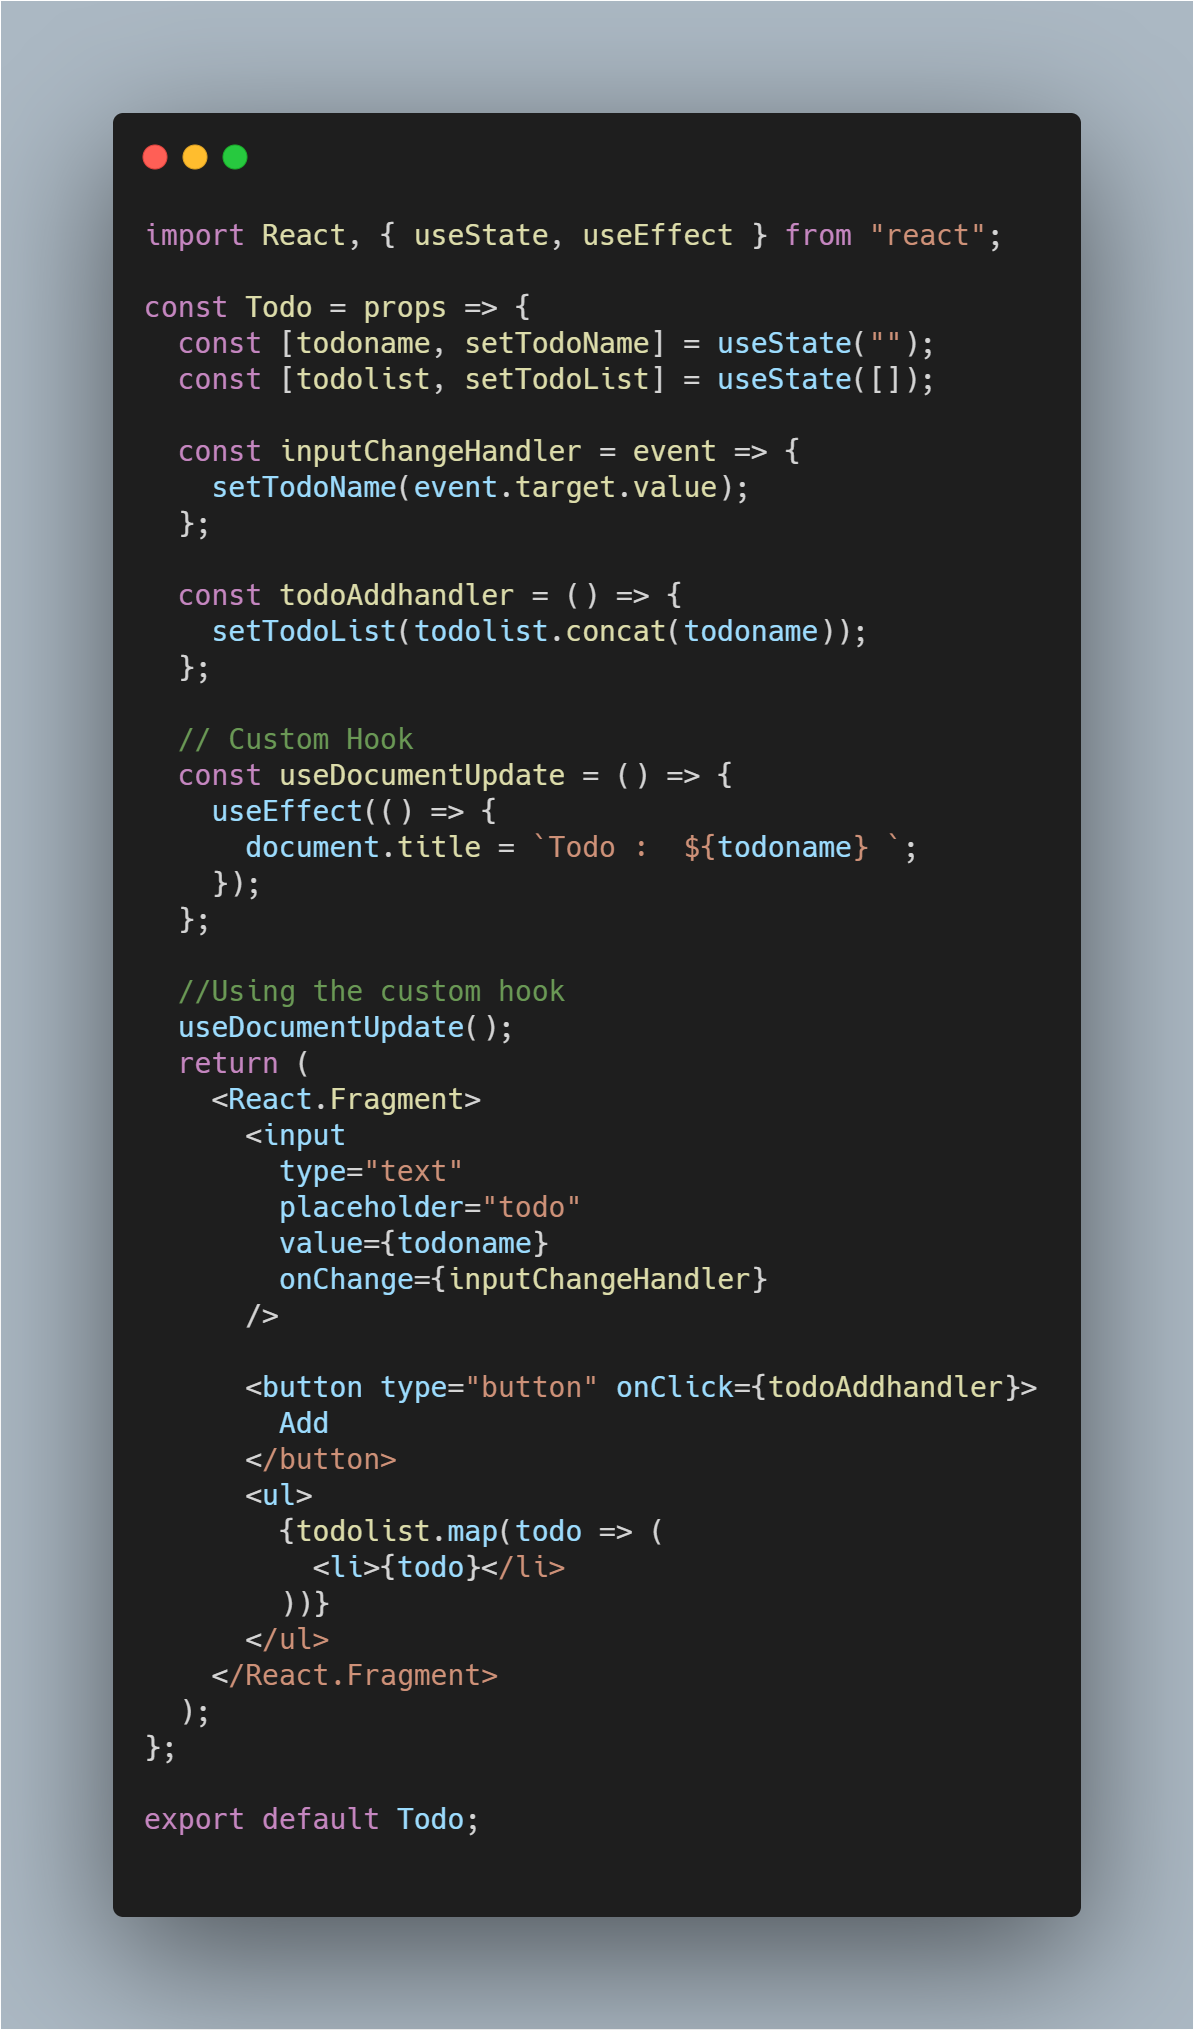 import React, { useState, useEffect } from "react";

const Todo = props => {
  const [todoname, setTodoName] = useState("");
  const [todolist, setTodoList] = useState([]);

  const inputChangeHandler = event => {
    setTodoName(event.target.value);
  };

  const todoAddhandler = () => {
    setTodoList(todolist.concat(todoname));
  };

  // Custom Hook
  const useDocumentUpdate = () => {
    useEffect(() => {
      document.title = `Todo :  ${todoname} `;
    });
  };

  //Using the custom hook
  useDocumentUpdate();
  return (
    <React.Fragment>
      <input
        type="text"
        placeholder="todo"
        value={todoname}
        onChange={inputChangeHandler}
      />

      <button type="button" onClick={todoAddhandler}>
        Add
      </button>
      <ul>
        {todolist.map(todo => (
          <li>{todo}</li>
        ))}
      </ul>
    </React.Fragment>
  );
};

export default Todo;